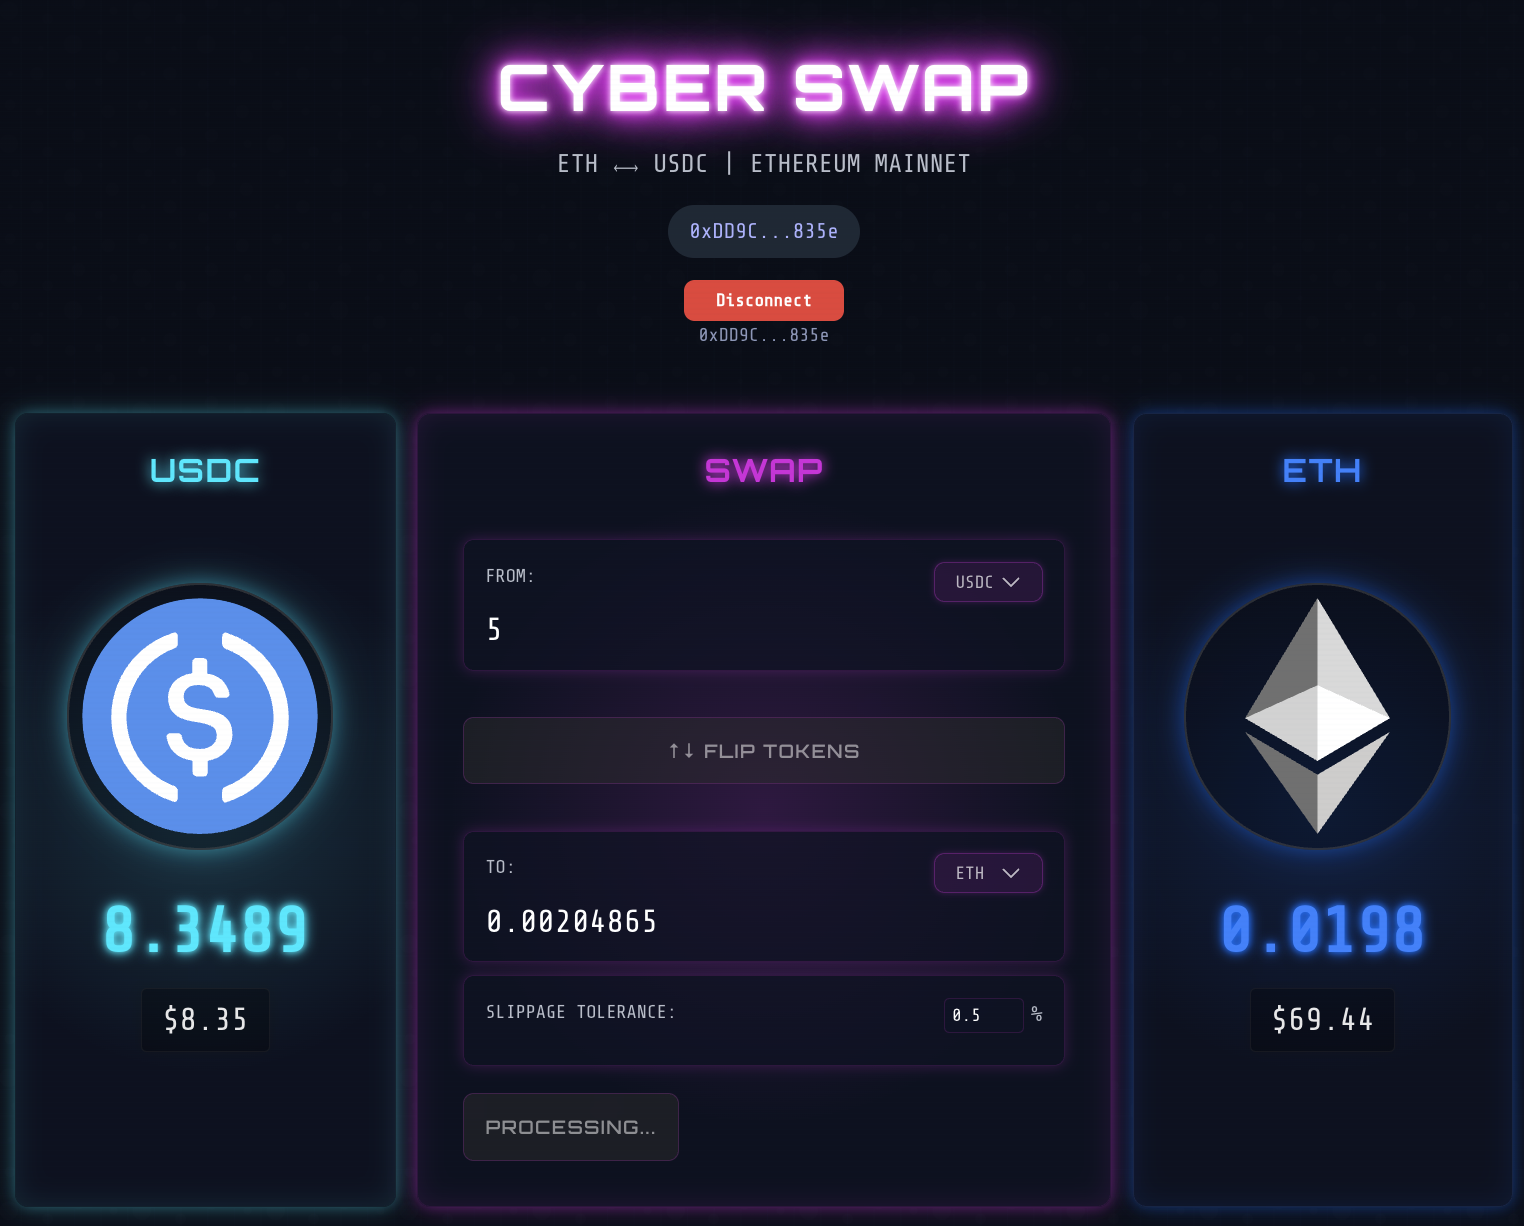 CYBER SWAP
ETH ⟷ USDC | ETHEREUM MAINNET
0xDD9C...835e
Disconnect
0xDD9C...835e
USDC
$
8.3489
$8.35
SWAP
FROM:
USDC
5
↑↓ FLIP TOKENS
TO:
ETH
0.00204865
SLIPPAGE TOLERANCE:
0.5 %
PROCESSING...
ETH
0.0198
$69.44